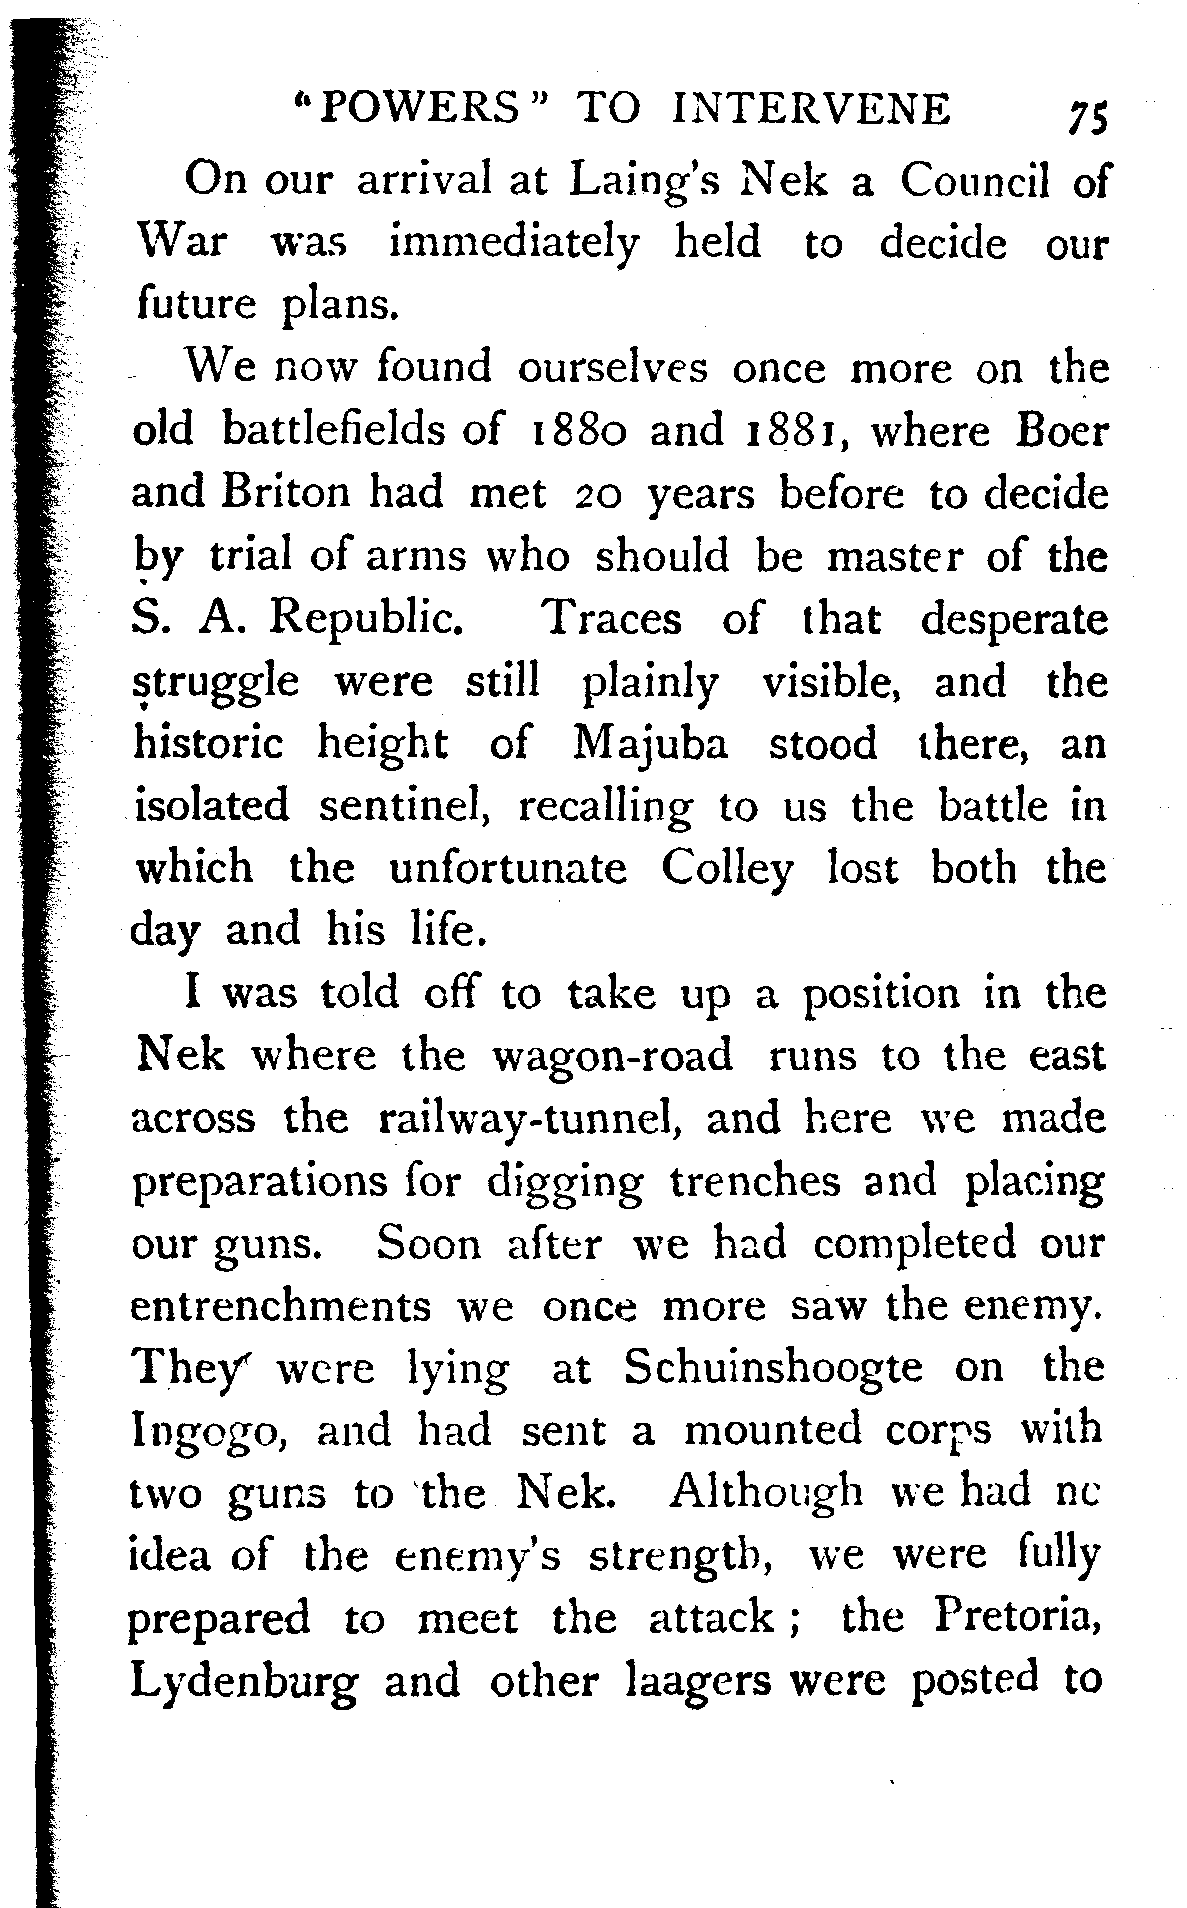 "POWERS" TO INTERVENE 75
On our arrival at Laing's Nek a Council of
War was immediately held to decide our
future plans.
We now found ourselves once more on the
old battlefields of 1880 and 1881, where Boer
and Briton had met 20 years before to decide
by trial of arms who should be master of the
S. A. Republic. Traces of that desperate
struggle were still plainly visible, and the
historic height of Majuba stood there, an
isolated sentinel, recalling to us the battle in
which the unfortunate Colley lost both the
day and his life.
I was told off to take up a position in the
Nek where the wagon-road runs to the east
across the railway-tunnel, and here we made
preparations for digging trenches and placing
our guns. Soon after we had completed our
entrenchments we once more saw the enemy.
They were lying at Schuinshoogte on the
Ingogo, and had sent a mounted corps with
two guns to the Nek. Although we had no
idea of the enemy's strength, we were fully
prepared to meet the attack ; the Pretoria,
Lydenburg and other laagers were posted to